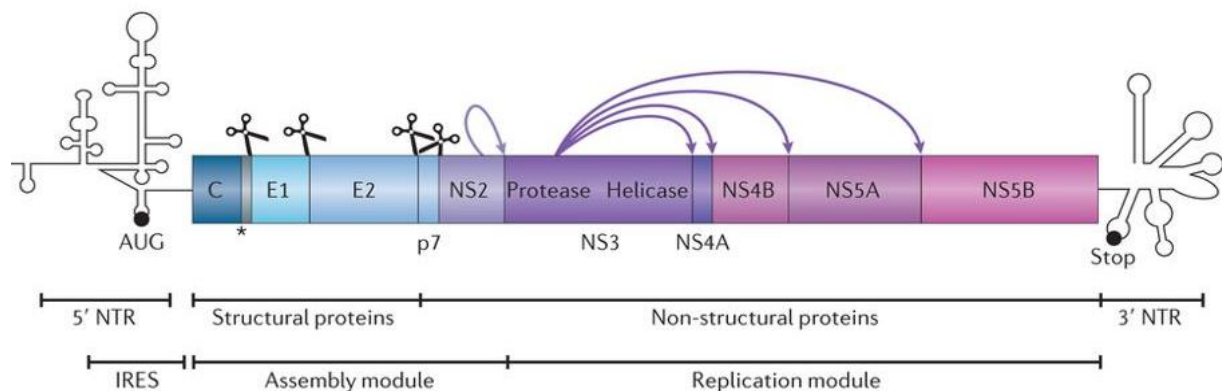 C E1 E2 NS2 Protease Helicase NS4B NS5A NS5B
AUG * p7 NS3 NS4A Stop
5′ NTR Structural proteins Non-structural proteins 3′ NTR
IRES Assembly module Replication module